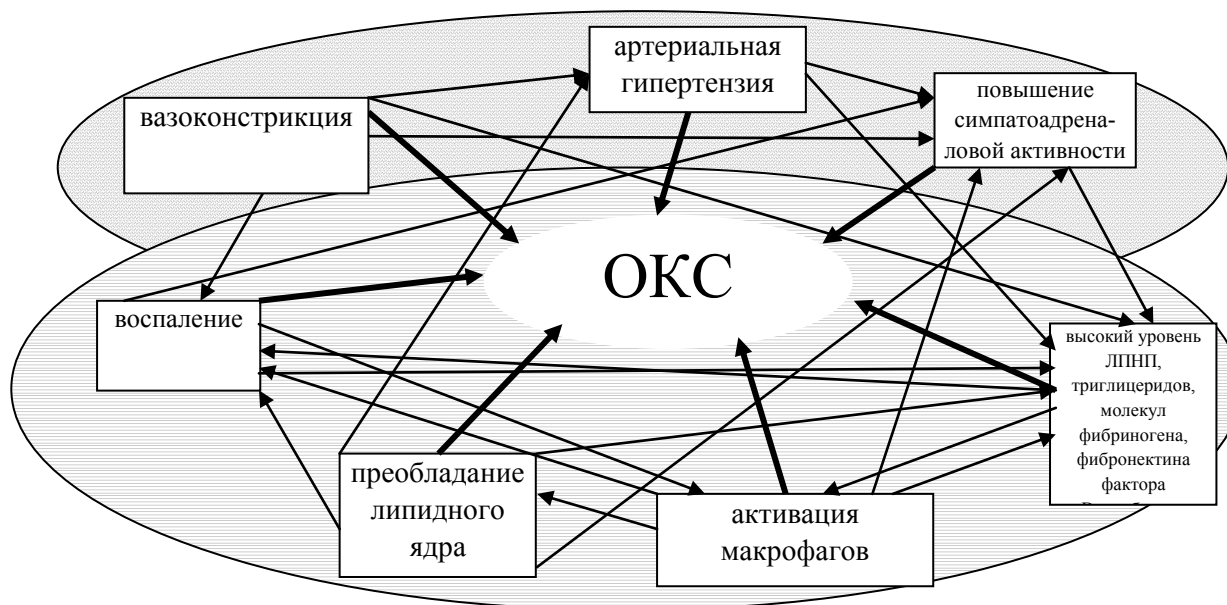 артериальная
гипертензия
вазоконстрикция
повышение
симпатоадрена-
ловой активности
ОКС
воспаление
высокий уровень
ЛПНП,
триглицеридов,
молекул
фибриногена,
фибронектина
фактора
преобладание
липидного
ядра
активация
макрофагов